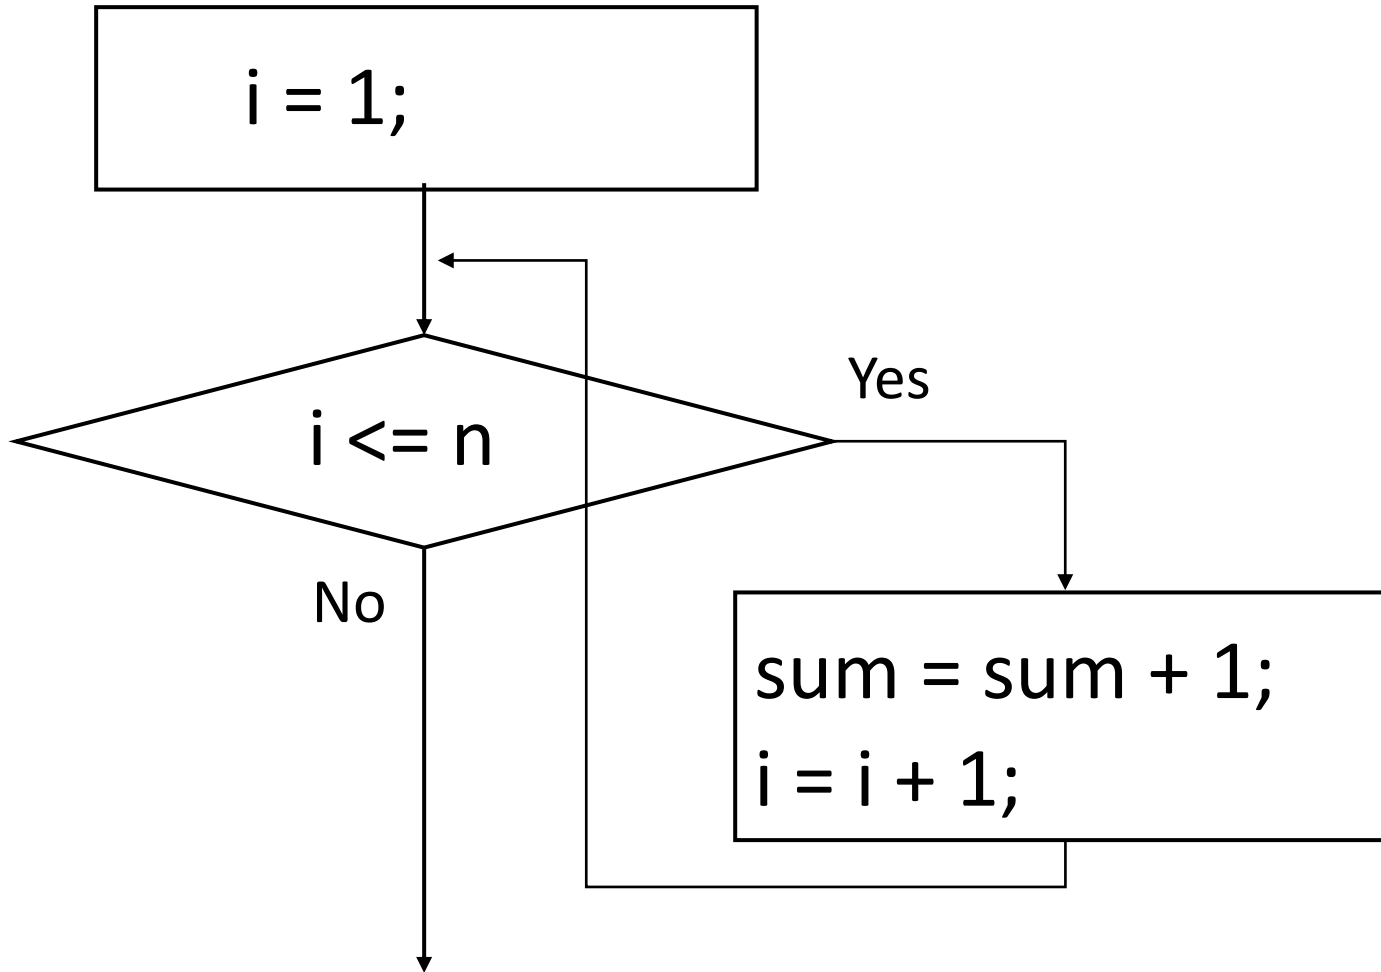 i = 1;
i <= n
Yes
No
sum = sum + 1;
i = i + 1;